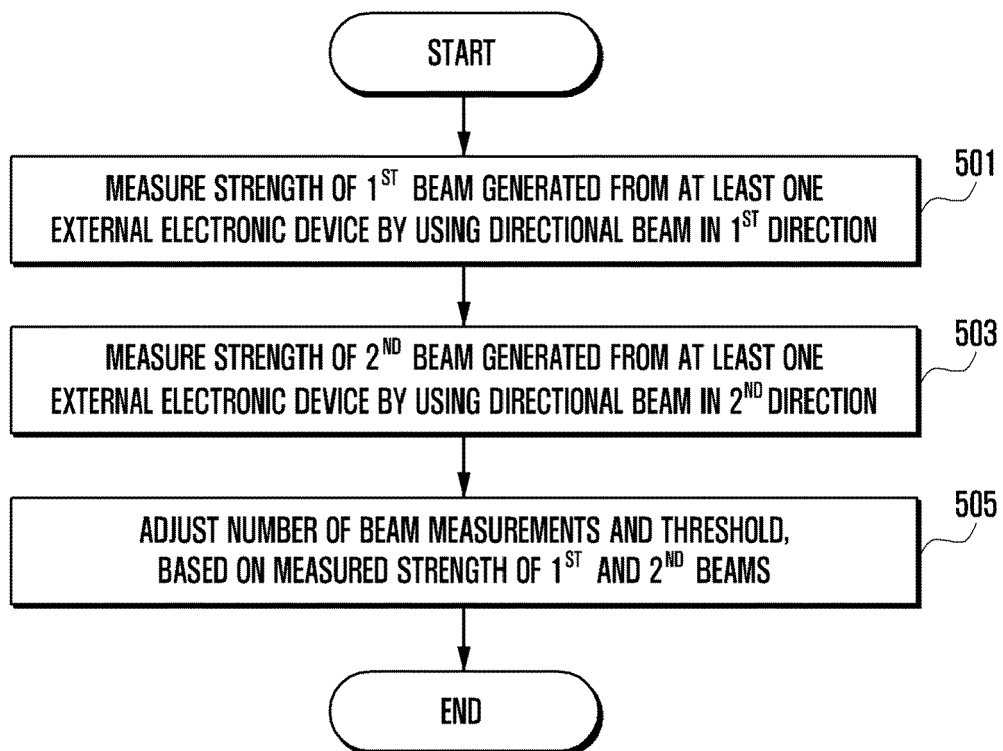 START
MEASURE STRENGTH OF 1ST BEAM GENERATED FROM AT LEAST ONE
EXTERNAL ELECTRONIC DEVICE BY USING DIRECTIONAL BEAM IN 1ST DIRECTION
501
MEASURE STRENGTH OF 2ND BEAM GENERATED FROM AT LEAST ONE
EXTERNAL ELECTRONIC DEVICE BY USING DIRECTIONAL BEAM IN 2ND DIRECTION
503
ADJUST NUMBER OF BEAM MEASUREMENTS AND THRESHOLD,
BASED ON MEASURED STRENGTH OF 1ST AND 2ND BEAMS
505
END